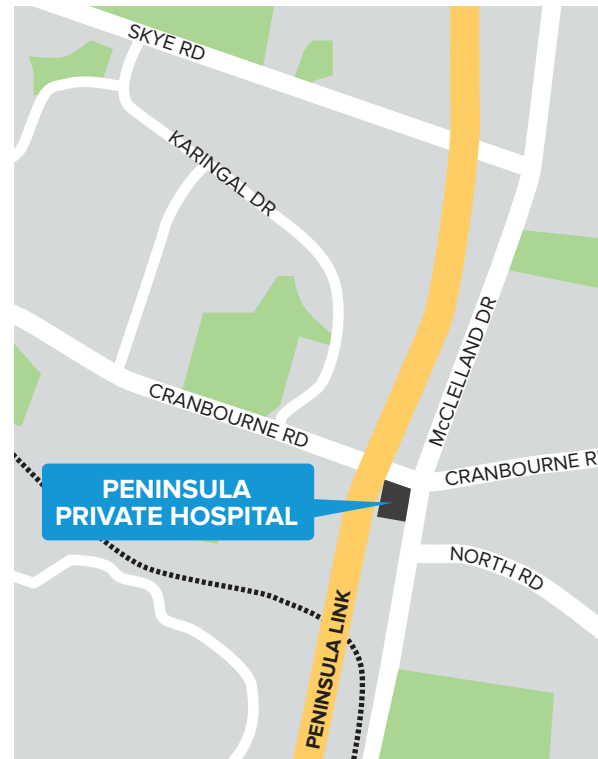 SKYE RD
KARINGAL DR
McCLELLAND DR
CRANBOURNE RD
CRANBOURNE R
PENINSULA
PRIVATE HOSPITAL
NORTH RD
PENINSULA LINK